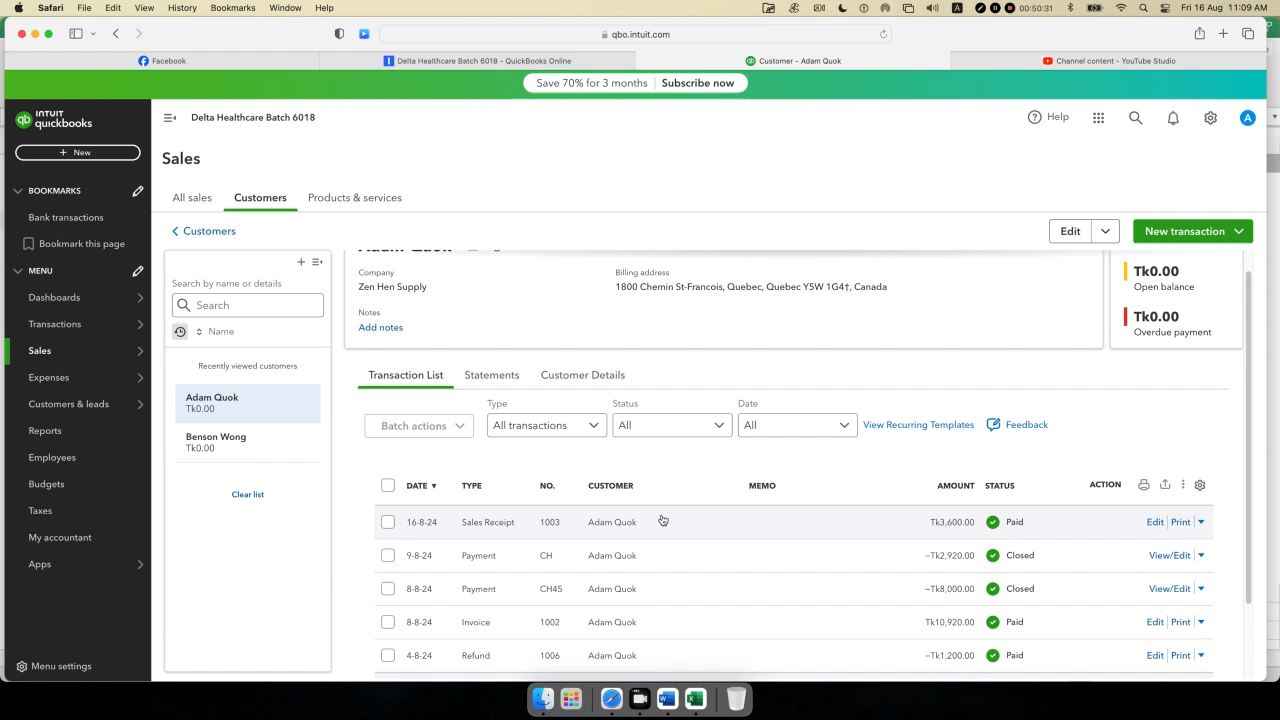 Safari File Edit View History Bookmarks Window Help A 00:50:31 Fri 16 Aug 11:09 AM
qbo.intuit.com
Facebook Delta Healthcare Batch 6018 - QuickBooks Online Customer - Adam Quok Channel content - YouTube Studio
Save 70% for 3 months Subscribe now
INTUIT quickbooks
Delta Healthcare Batch 6018 Help A
+ New
Sales
BOOKMARKS
All sales Customers Products & services
Bank transactions
Customers Edit New transaction
Bookmark this page
MENU
Dashboards
Transactions
Sales
Expenses
Customers & leads
Reports
Employees
Budgets
Taxes
My accountant
Apps
Menu settings
Search by name or details
Search
Name
Recently viewed customers
Adam Quok
Tk0.00
Benson Wong
Tk0.00
Clear list
Adam Quok
Company Billing address
Zen Hen Supply 1800 Chemin St-Francois, Quebec, Quebec Y5W 1G4†, Canada
Notes
Add notes
Tk0.00
Open balance
Tk0.00
Overdue payment
Transaction List Statements Customer Details
Type Status Date
Batch actions All transactions All All View Recurring Templates Feedback
DATE ▼ TYPE NO. CUSTOMER MEMO AMOUNT STATUS ACTION
16-8-24 Sales Receipt 1003 Adam Quok Tk3,600.00 Paid Edit Print
9-8-24 Payment CH Adam Quok −Tk2,920.00 Closed View/Edit
8-8-24 Payment CH45 Adam Quok −Tk8,000.00 Closed View/Edit
8-8-24 Invoice 1002 Adam Quok Tk10,920.00 Paid Edit Print
4-8-24 Refund 1006 Adam Quok −Tk1,200.00 Paid Edit Print